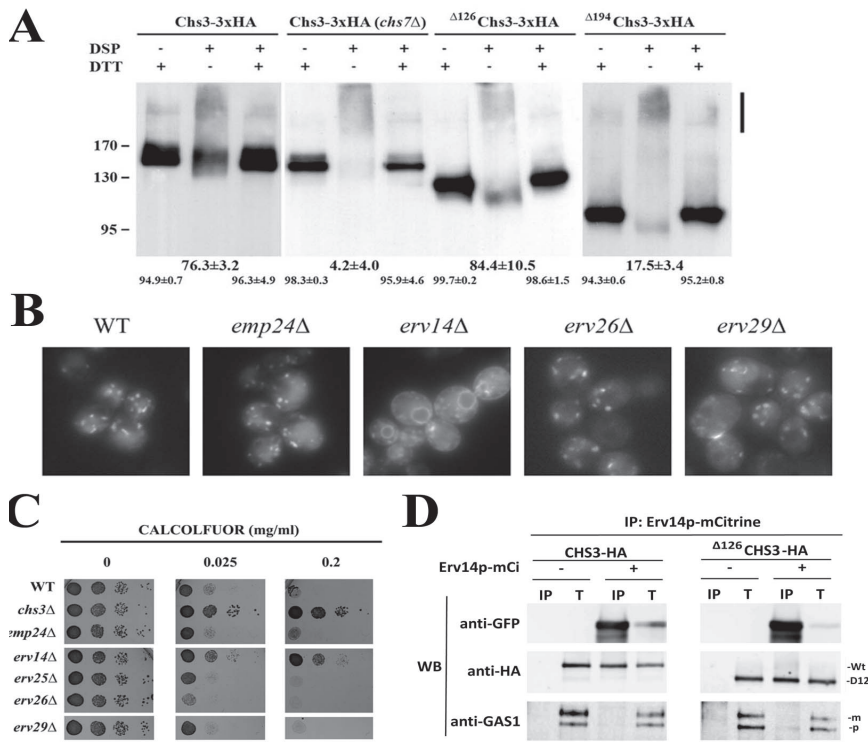 A
Chs3-3xHA Chs3-3xHA (chs7Δ) Δ126Chs3-3xHA Δ194Chs3-3xHA
DSP - + + - + + - + + - + +
DTT + - + + - + + - + + - +
170
130
95
76.3±3.2 4.2±4.0 84.4±10.5 17.5±3.4
94.9±0.7 96.3±4.9 98.3±0.3 95.9±4.6 99.7±0.2 98.6±1.5 94.3±0.6 95.2±0.8
B
WT emp24Δ erv14Δ erv26Δ erv29Δ
C
CALCOLFUOR (mg/ml)
0 0.025 0.2
WT
chs3Δ
emp24Δ
erv14Δ
erv25Δ
erv26Δ
erv29Δ
D
IP: Erv14p-mCitrine
CHS3-HA Δ126CHS3-HA
Erv14p-mCi - + - +
IP T IP T IP T IP T
WB
anti-GFP
anti-HA -Wt
-D12
anti-GAS1 -m
-p